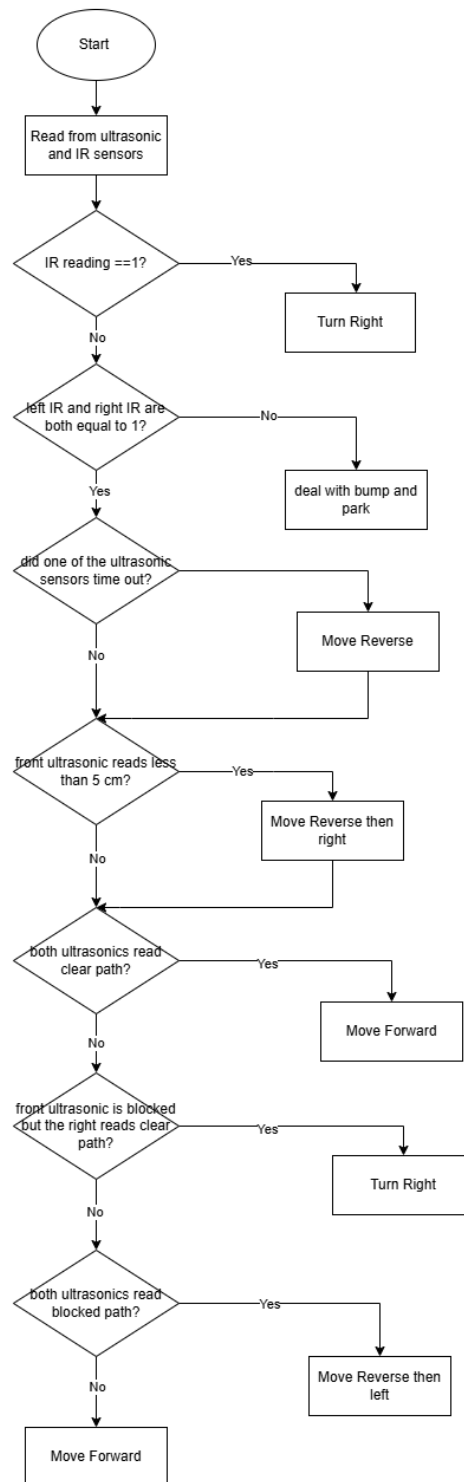 Start
Read from ultrasonic
and IR sensors
IR reading ==1?
Yes
Turn Right
No
left IR and right IR are
both equal to 1?
No
deal with bump and
park
Yes
did one of the ultrasonic
sensors time out?
Move Reverse
No
front ultrasonic reads less
than 5 cm?
Yes
Move Reverse then
right
No
both ultrasonics read
clear path?
Yes
Move Forward
No
front ultrasonic is blocked
but the right reads clear
path?
Yes
Turn Right
No
both ultrasonics read
blocked path?
Yes
Move Reverse then
left
No
Move Forward